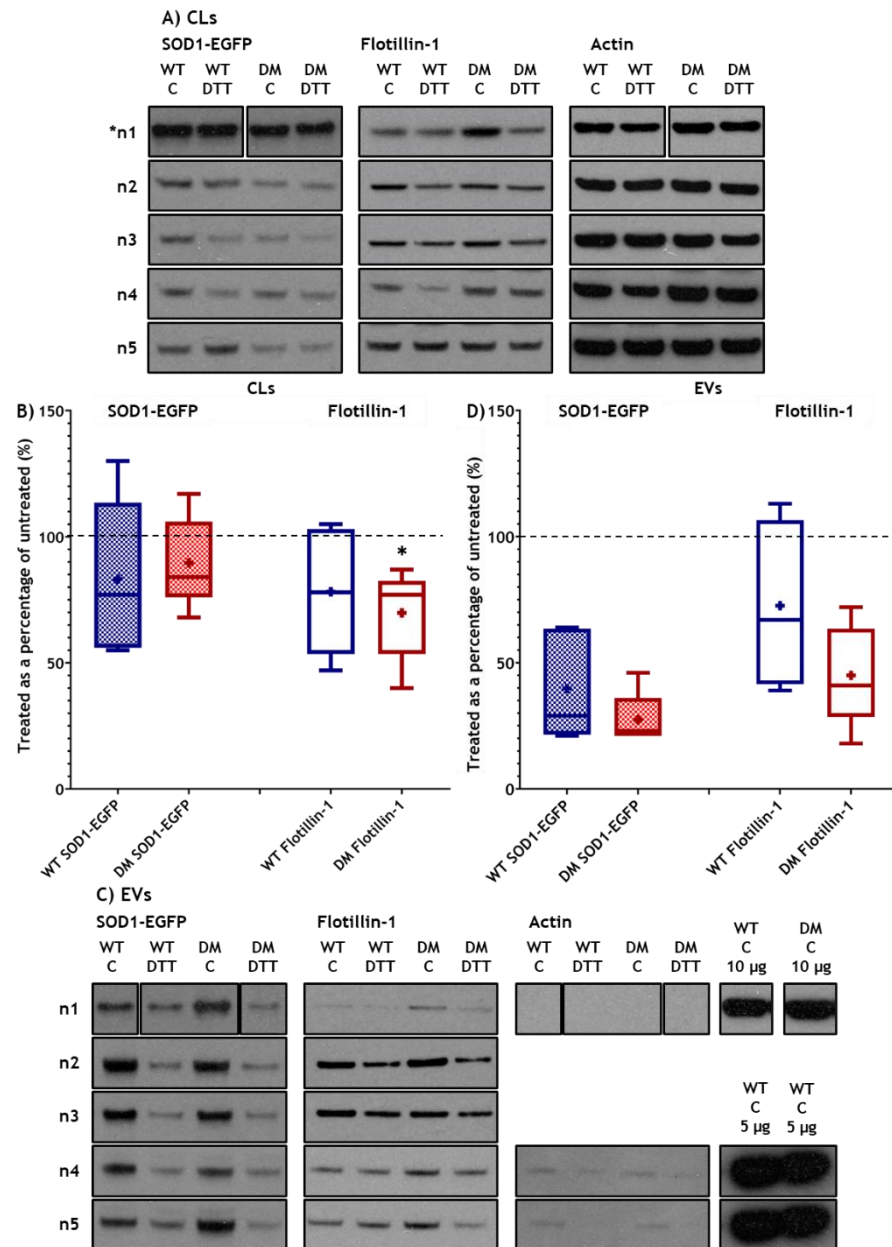 A) CLs
SOD1-EGFP Flotillin-1 Actin
WT WT DM DM WT WT DM DM WT WT DM DM
C DTT C DTT C DTT C DTT C DTT C DTT
*n1
n2
n3
n4
n5
CLs EVs
B) 150 D) 150
SOD1-EGFP Flotillin-1 SOD1-EGFP Flotillin-1
Treated as a percentage of untreated (%)
100
*
50
0
WT SOD1-EGFP
DM SOD1-EGFP
WT Flotillin-1
DM Flotillin-1
Treated as a percentage of untreated (%)
100
50
0
WT SOD1-EGFP
DM SOD1-EGFP
WT Flotillin-1
DM Flotillin-1
C) EVs
SOD1-EGFP Flotillin-1 Actin
WT WT DM DM WT WT DM DM WT WT DM DM
C DTT C DTT C DTT C DTT C DTT C DTT
WT DM
C C
10 µg 10 µg
n1
n2
n3
WT WT
C C
5 µg 5 µg
n4
n5